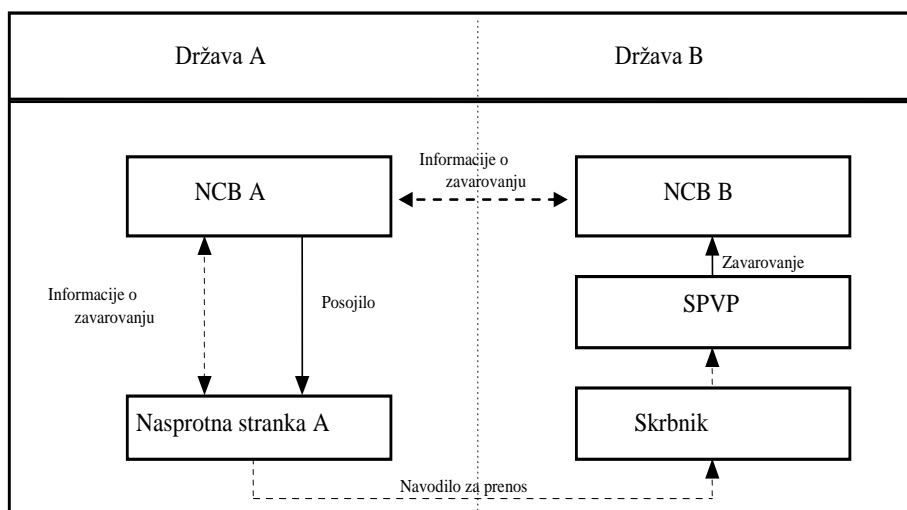 Država A
Država B
Informacije o
zavarovanju
NCB A
NCB B
Zavarovanje
Informacije o
zavarovanju
Posojilo
SPVP
Nasprotna stranka A
Skrbnik
Navodilo za prenos